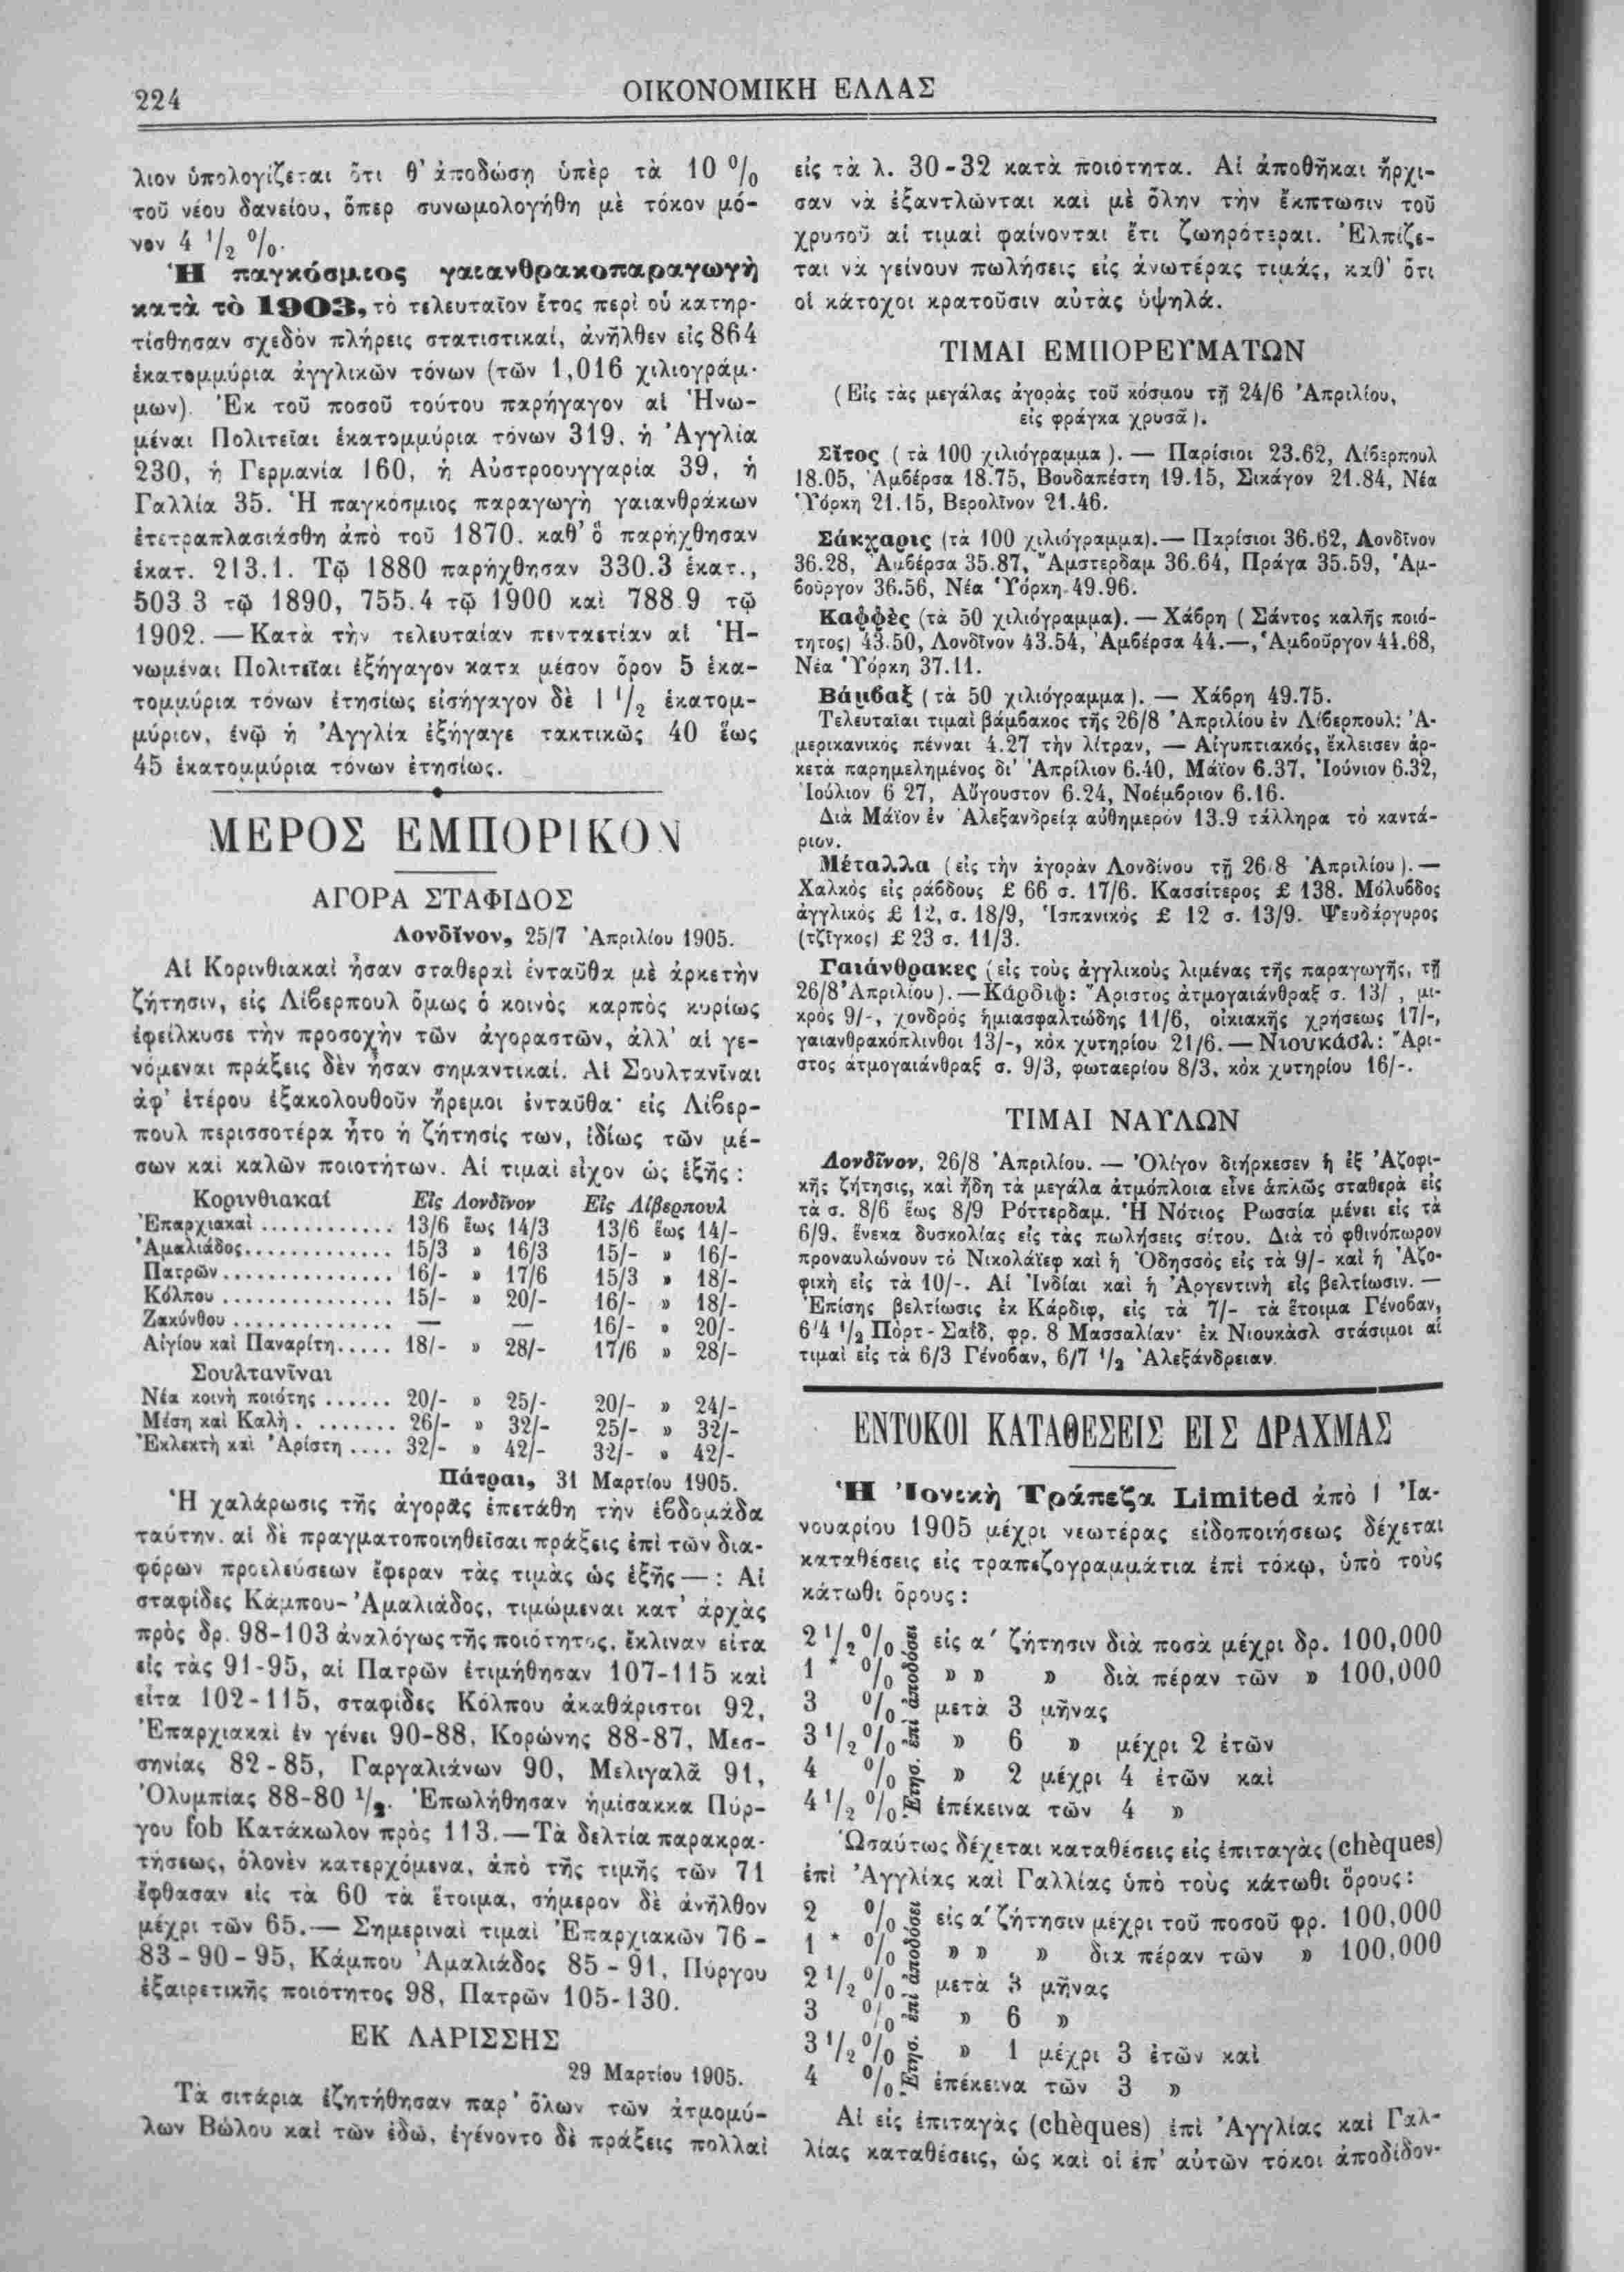 224
ΟΙΚΟΝΟΜΙΚΗ ΕΛΛΑΣ
λιον ὑπολογίζεται ὅτι θ' ἀποδώσῃ ὑπὲρ τὰ 10 %
τοῦ νέου δανείου, ὅπερ συνωμολογήθη μὲ τόκον μό-
νον 4 1/2 %.
Ἡ παγκόσμιος γαιανθρακοπαραγωγὴ
κατὰ τὸ 1903, τὸ τελευταῖον ἔτος περὶ οὗ κατηρ-
τίσθησαν σχεδὸν πλήρεις στατιστικαί, ἀνῆλθεν εἰς 864
ἑκατομμύρια ἀγγλικῶν τόνων (τῶν 1,016 χιλιογράμ-
μων). Ἐκ τοῦ ποσοῦ τούτου παρήγαγον αἱ Ἡνω-
μέναι Πολιτεῖαι ἑκατομμύρια τόνων 319, ἡ Ἀγγλία
230, ἡ Γερμανία 160, ἡ Αὐστροουγγαρία 39, ἡ
Γαλλία 35. Ἡ παγκόσμιος παραγωγὴ γαιανθράκων
ἐτετραπλασιάσθη ἀπὸ τοῦ 1870, καθ' ὃ παρήχθησαν
ἑκατ. 213.1. Τῷ 1880 παρήχθησαν 330.3 ἑκατ.,
503 3 τῷ 1890, 755.4 τῷ 1900 καὶ 788 9 τῷ
1902. — Κατὰ τὴν τελευταίαν πενταετίαν αἱ Ἡ-
νωμέναι Πολιτεῖαι ἐξήγαγον κατὰ μέσον ὅρον 5 ἑκα-
τομμύρια τόνων ἐτησίως εἰσήγαγον δὲ 1 1/2 ἑκατομ-
μύριον, ἐνῷ ἡ Ἀγγλία ἐξήγαγε τακτικῶς 40 ἕως
45 ἑκατομμύρια τόνων ἐτησίως.
ΜΕΡΟΣ ΕΜΠΟΡΙΚΟΝ
ΑΓΟΡΑ ΣΤΑΦΙΔΟΣ
Λονδῖνον, 25/7 Ἀπριλίου 1905.
Αἱ Κορινθιακαὶ ἦσαν σταθεραὶ ἐνταῦθα μὲ ἀρκετὴν
ζήτησιν, εἰς Λίβερπουλ ὅμως ὁ κοινὸς καρπὸς κυρίως
ἐφείλκυσε τὴν προσοχὴν τῶν ἀγοραστῶν, ἀλλ' αἱ γε-
νόμεναι πράξεις δὲν ἦσαν σημαντικαί. Αἱ Σουλτανῖναι
ἀφ' ἑτέρου ἐξακολουθοῦν ἤρεμοι ἐνταῦθα· εἰς Λίβερ-
πουλ περισσοτέρα ἦτο ἡ ζήτησίς των, ἰδίως τῶν μέ-
σων καὶ καλῶν ποιοτήτων. Αἱ τιμαὶ εἶχον ὡς ἑξῆς :
Κορινθιακαί Εἰς Λονδῖνον Εἰς Λίβερπουλ
Ἐπαρχιακαὶ ............ 13/6 ἕως 14/3 13/6 ἕως 14/-
Ἀμαλιάδος............. 15/3 » 16/3 15/- » 16/-
Πατρῶν............... 16/- » 17/6 15/3 » 18/-
Κόλπου ............... 15/- » 20/- 16/- » 18/-
Ζακύνθου .............. — — 16/- » 20/-
Αἰγίου καὶ Παναρίτη..... 18/- » 28/- 17/6 » 28/-
Σουλτανῖναι
Νέα κοινὴ ποιότης ...... 20/- » 25/- 20/- » 24/-
Μέση καὶ Καλὴ . ....... 26/- » 32/- 25/- » 32/-
Ἐκλεκτὴ καὶ Ἀρίστη .... 32/- » 42/- 32/- » 42/-
Πάτραι, 31 Μαρτίου 1905.
Ἡ χαλάρωσις τῆς ἀγορᾶς ἐπετάθη τὴν ἑβδομάδα
ταύτην, αἱ δὲ πραγματοποιηθεῖσαι πράξεις ἐπὶ τῶν δια-
φόρων προελεύσεων ἔφεραν τὰς τιμὰς ὡς ἑξῆς — : Αἱ
σταφίδες Κάμπου-Ἀμαλιάδος, τιμώμεναι κατ' ἀρχὰς
πρὸς δρ. 98-103 ἀναλόγως τῆς ποιότητος, ἔκλιναν εἶτα
εἰς τὰς 91-95, αἱ Πατρῶν ἐτιμήθησαν 107-115 καὶ
εἶτα 102-115, σταφίδες Κόλπου ἀκαθάριστοι 92,
Ἐπαρχιακαὶ ἐν γένει 90-88, Κορώνης 88-87, Μεσ-
σηνίας 82-85, Γαργαλιάνων 90, Μελιγαλᾶ 91,
Ὀλυμπίας 88-80 1/2. Ἐπωλήθησαν ἡμίσακκα Πύρ-
γου fob Κατάκωλον πρὸς 113.—Τὰ δελτία παρακρα-
τήσεως, ὁλονὲν κατερχόμενα, ἀπὸ τῆς τιμῆς τῶν 71
ἔφθασαν εἰς τὰ 60 τὰ ἕτοιμα, σήμερον δὲ ἀνῆλθον
μέχρι τῶν 65.— Σημεριναὶ τιμαὶ Ἐπαρχιακῶν 76-
83-90-95, Κάμπου Ἀμαλιάδος 85-91, Πύργου
ἐξαιρετικῆς ποιότητος 98, Πατρῶν 105-130.
ΕΚ ΛΑΡΙΣΣΗΣ
29 Μαρτίου 1905.
Τὰ σιτάρια ἐζητήθησαν παρ' ὅλων τῶν ἀτμομύ-
λων Βώλου καὶ τῶν ἐδῶ, ἐγένοντο δὲ πράξεις πολλαὶ
εἰς τὰ λ. 30-32 κατὰ ποιότητα. Αἱ ἀποθῆκαι ἤρχι-
σαν νὰ ἐξαντλῶνται καὶ μὲ ὅλην τὴν ἔκπτωσιν τοῦ
χρυσοῦ αἱ τιμαὶ φαίνονται ἔτι ζωηρότεραι. Ἐλπίζε-
ται νὰ γείνουν πωλήσεις εἰς ἀνωτέρας τιμάς, καθ' ὅτι
οἱ κάτοχοι κρατοῦσιν αὐτὰς ὑψηλά.
ΤΙΜΑΙ ΕΜΠΟΡΕΥΜΑΤΩΝ
(Εἰς τὰς μεγάλας ἀγορὰς τοῦ κόσμου τῇ 24/6 Ἀπριλίου,
εἰς φράγκα χρυσᾶ).
Σῖτος (τὰ 100 χιλιόγραμμα). — Παρίσιοι 23.62, Λίβερπουλ
18.05, Ἀμβέρσα 18.75, Βουδαπέστη 19.15, Σικάγον 21.84, Νέα
Ὑόρκη 21.15, Βερολῖνον 21.46.
Σάκχαρις (τὰ 100 χιλιόγραμμα).— Παρίσιοι 36.62, Λονδῖνον
36.28, Ἀμβέρσα 35.87, Ἄμστερδαμ 36.64, Πράγα 35.59, Ἁμ-
βοῦργον 36.56, Νέα Ὑόρκη 49.96.
Καφφὲς (τὰ 50 χιλιόγραμμα). — Χάβρη (Σάντος καλῆς ποιό-
τητος) 43.50, Λονδῖνον 43.54, Ἀμβέρσα 44.—, Ἁμβοῦργον 44.68,
Νέα Ὑόρκη 37.11.
Βάμβαξ (τὰ 50 χιλιόγραμμα). — Χάβρη 49.75.
Τελευταῖαι τιμαὶ βάμβακος τῆς 26/8 Ἀπριλίου ἐν Λίβερπουλ: Ἀ-
μερικανικὸς πένναι 4.27 τὴν λίτραν, — Αἰγυπτιακός, ἔκλεισεν ἀρ-
κετὰ παρημελημένος δι' Ἀπρίλιον 6.40, Μάϊον 6.37, Ἰούνιον 6.32,
Ἰούλιον 6 27, Αὔγουστον 6.24, Νοέμβριον 6.16.
Διὰ Μάϊον ἐν Ἀλεξανδρείᾳ αὐθημερὸν 13.9 τάλληρα τὸ καντά-
ριον.
Μέταλλα (εἰς τὴν ἀγορὰν Λονδίνου τῇ 26/8 Ἀπριλίου).—
Χαλκὸς εἰς ράβδους £ 66 σ. 17/6. Κασσίτερος £ 138. Μόλυβδος
ἀγγλικὸς £ 12, σ. 18/9, Ἱσπανικὸς £ 12 σ. 13/9. Ψευδάργυρος
(τζῖγκος) £ 23 σ. 11/3.
Γαιάνθρακες (εἰς τοὺς ἀγγλικοὺς λιμένας τῆς παραγωγῆς, τῇ
26/8 Ἀπριλίου).—Κάρδιφ: Ἄριστος ἀτμογαιάνθραξ σ. 13/ , μι-
κρὸς 9/-, χονδρὸς ἡμιασφαλτώδης 11/6, οἰκιακῆς χρήσεως 17/-,
γαιανθρακόπλινθοι 13/-, κὸκ χυτηρίου 21/6.— Νιουκάσλ: Ἄρι-
στος ἀτμογαιάνθραξ σ. 9/3, φωταερίου 8/3, κὸκ χυτηρίου 16/-.
ΤΙΜΑΙ ΝΑΥΛΩΝ
Λονδῖνον, 26/8 Ἀπριλίου. — Ὀλίγον διήρκεσεν ἡ ἐξ Ἀζοφι-
κῆς ζήτησις, καὶ ἤδη τὰ μεγάλα ἀτμόπλοια εἶνε ἁπλῶς σταθερὰ εἰς
τὰ σ. 8/6 ἕως 8/9 Ρόττερδαμ. Ἡ Νότιος Ρωσσία μένει εἰς τὰ
6/9, ἕνεκα δυσκολίας εἰς τὰς πωλήσεις σίτου. Διὰ τὸ φθινόπωρον
προναυλώνουν τὸ Νικολάϊεφ καὶ ἡ Ὀδησσὸς εἰς τὰ 9/- καὶ ἡ Ἀζο-
φικὴ εἰς τὰ 10/-. Αἱ Ἰνδίαι καὶ ἡ Ἀργεντινὴ εἰς βελτίωσιν. —
Ἐπίσης βελτίωσις ἐκ Κάρδιφ, εἰς τὰ 7/- τὰ ἕτοιμα Γένοβαν,
6/4 1/2 Πόρτ-Σαΐδ, φρ. 8 Μασσαλίαν· ἐκ Νιουκὰσλ στάσιμοι αἱ
τιμαὶ εἰς τὰ 6/3 Γένοβαν, 6/7 1/2 Ἀλεξάνδρειαν.
ΕΝΤΟΚΟΙ ΚΑΤΑΘΕΣΕΙΣ ΕΙΣ ΔΡΑΧΜΑΣ
Ἡ Ἰονικὴ Τράπεζα Limited ἀπὸ 1 Ἰα-
νουαρίου 1905 μέχρι νεωτέρας εἰδοποιήσεως δέχεται
καταθέσεις εἰς τραπεζογραμμάτια ἐπὶ τόκῳ, ὑπὸ τοὺς
κάτωθι ὅρους :
Ἐτησ. ἐπὶ ἀποδόσει
2 1/2 % εἰς α' ζήτησιν διὰ ποσὰ μέχρι δρ. 100,000
1 * % » » » διὰ πέραν τῶν » 100,000
3 % μετὰ 3 μῆνας
3 1/2 % » 6 » μέχρι 2 ἐτῶν
4 % » 2 μέχρι 4 ἐτῶν καὶ
4 1/2 % ἐπέκεινα τῶν 4 »
Ὡσαύτως δέχεται καταθέσεις εἰς ἐπιταγὰς (chèques)
ἐπὶ Ἀγγλίας καὶ Γαλλίας ὑπὸ τοὺς κάτωθι ὅρους :
Ἐτησ. ἐπὶ ἀποδόσει
2 % εἰς α' ζήτησιν μέχρι τοῦ ποσοῦ φρ. 100,000
1 * % » » » διὰ πέραν τῶν » 100,000
2 1/2 % μετὰ 3 μῆνας
3 % » 6 »
3 1/2 % » 1 μέχρι 3 ἐτῶν καὶ
4 % ἐπέκεινα τῶν 3 »
Αἱ εἰς ἐπιταγὰς (chèques) ἐπὶ Ἀγγλίας καὶ Γαλ-
λίας καταθέσεις, ὡς καὶ οἱ ἐπ' αὐτῶν τόκοι ἀποδίδον-